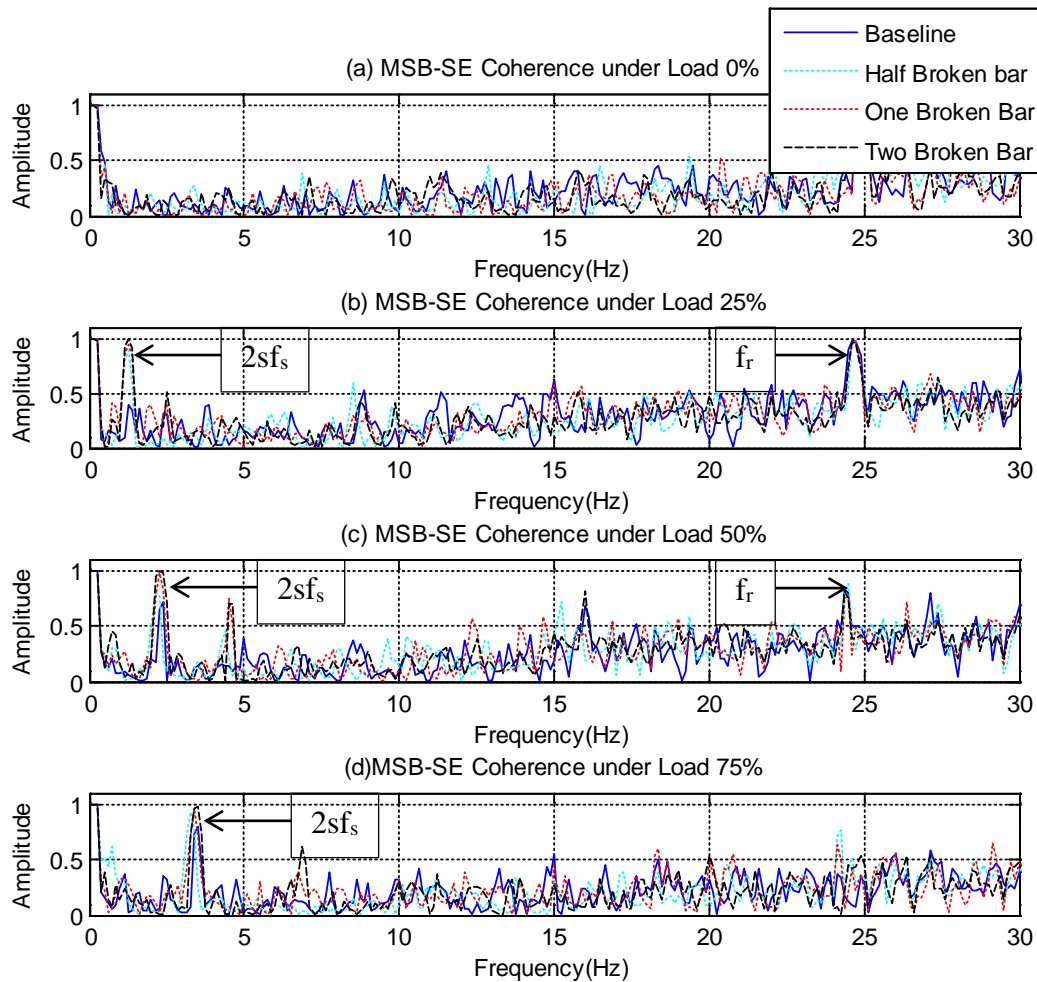 Baseline
Half Broken bar
One Broken Bar
Two Broken Bar
(a) MSB-SE Coherence under Load 0%
Amplitude
1
0.5
0
0 5 10 15 20 25 30
Frequency(Hz)
(b) MSB-SE Coherence under Load 25%
Amplitude
1
0.5
0
2sfs
fr
0 5 10 15 20 25 30
Frequency(Hz)
(c) MSB-SE Coherence under Load 50%
Amplitude
1
0.5
0
2sfs
fr
0 5 10 15 20 25 30
Frequency(Hz)
(d)MSB-SE Coherence under Load 75%
Amplitude
1
0.5
0
2sfs
0 5 10 15 20 25 30
Frequency(Hz)